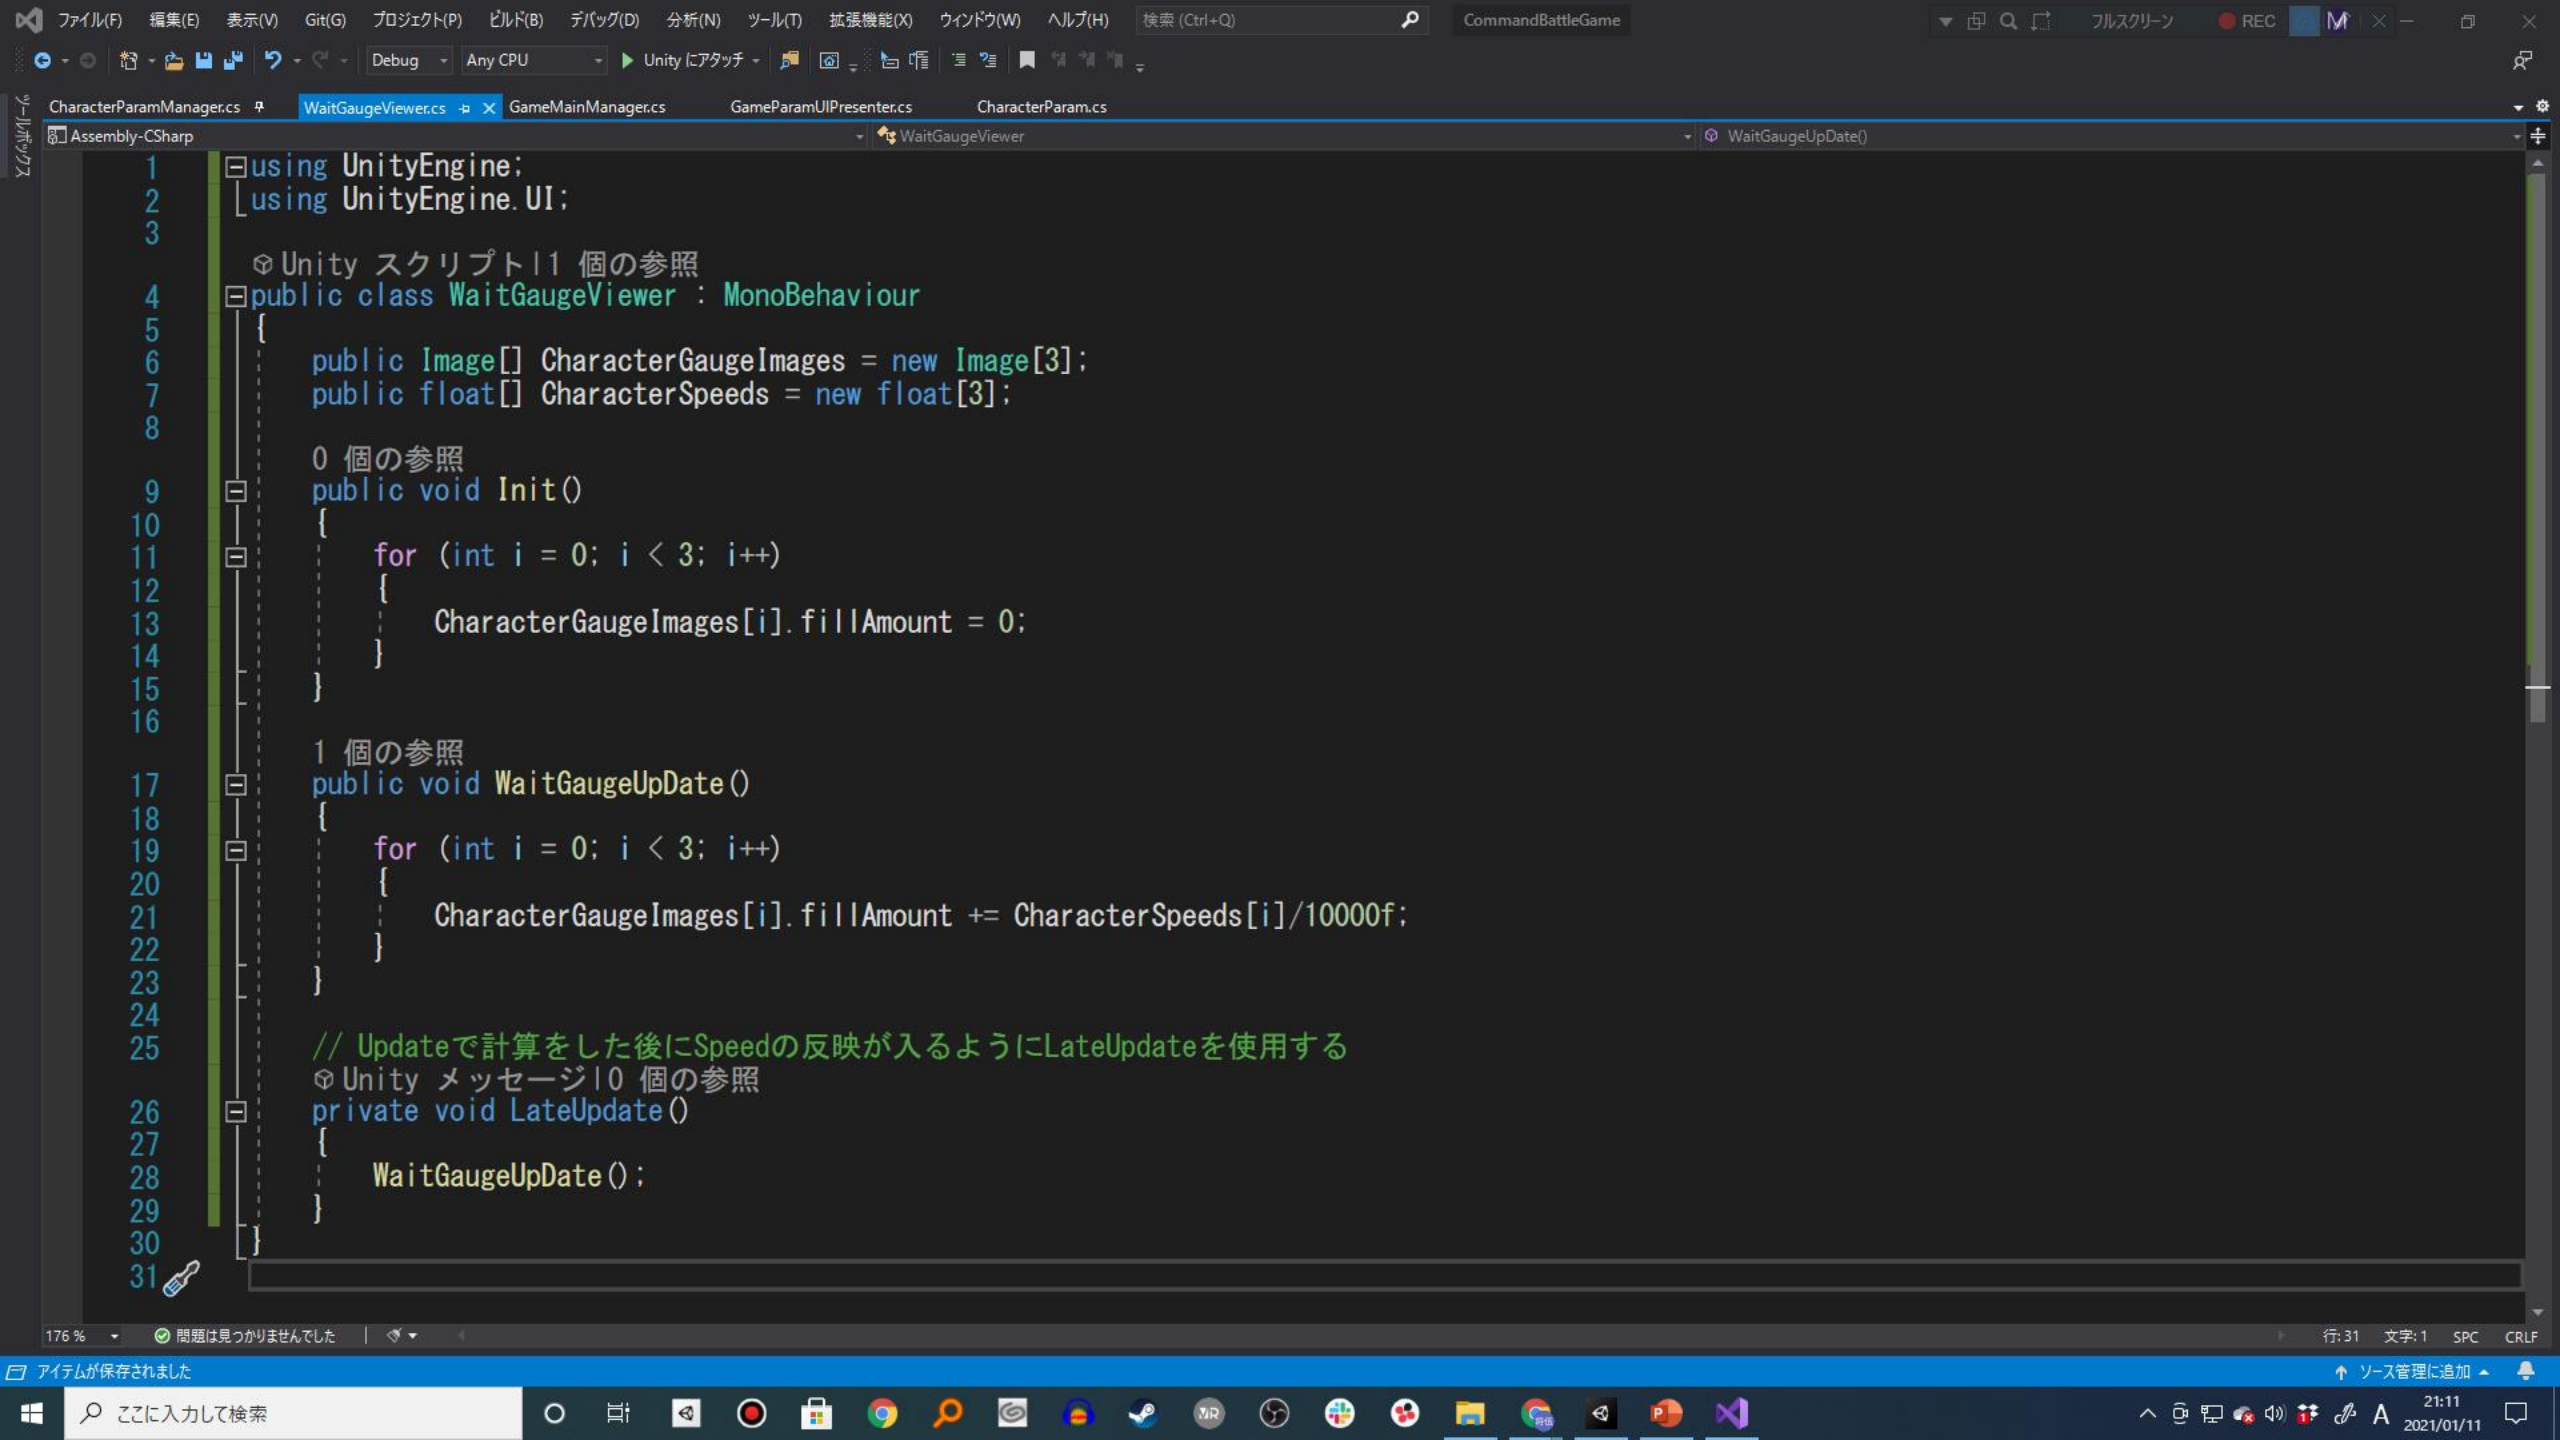 ファイル(F) 編集(E) 表示(V) Git(G) プロジェクト(P) ビルド(B) デバッグ(D) 分析(N) ツール(T) 拡張機能(X) ウィンドウ(W) ヘルプ(H) 検索 (Ctrl+Q) CommandBattleGame フルスクリーン REC
Debug Any CPU Unity にアタッチ
ツールボックス
CharacterParamManager.cs WaitGaugeViewer.cs GameMainManager.cs GameParamUIPresenter.cs CharacterParam.cs
Assembly-CSharp WaitGaugeViewer WaitGaugeUpDate()
1 using UnityEngine;
2 using UnityEngine.UI;
3
Unity スクリプト|1 個の参照
4 public class WaitGaugeViewer : MonoBehaviour
5 {
6 public Image[] CharacterGaugeImages = new Image[3];
7 public float[] CharacterSpeeds = new float[3];
8
0 個の参照
9 public void Init()
10 {
11 for (int i = 0; i < 3; i++)
12 {
13 CharacterGaugeImages[i].fillAmount = 0;
14 }
15 }
16
1 個の参照
17 public void WaitGaugeUpDate()
18 {
19 for (int i = 0; i < 3; i++)
20 {
21 CharacterGaugeImages[i].fillAmount += CharacterSpeeds[i]/10000f;
22 }
23 }
24
25 // Updateで計算をした後にSpeedの反映が入るようにLateUpdateを使用する
Unity メッセージ|0 個の参照
26 private void LateUpdate()
27 {
28 WaitGaugeUpDate();
29 }
30 }
31
176 % 問題は見つかりませんでした 行: 31 文字: 1 SPC CRLF
アイテムが保存されました ソース管理に追加
ここに入力して検索 A 21:11
2021/01/11